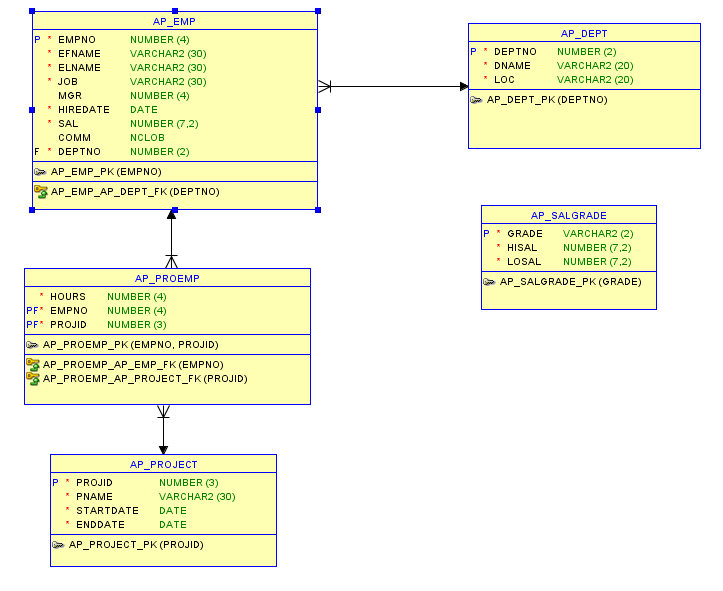 AP_EMP
P * EMPNO NUMBER (4)
* EFNAME VARCHAR2 (30)
* ELNAME VARCHAR2 (30)
* JOB VARCHAR2 (30)
MGR NUMBER (4)
* HIREDATE DATE
* SAL NUMBER (7,2)
COMM NCLOB
F * DEPTNO NUMBER (2)
AP_EMP_PK (EMPNO)
AP_EMP_AP_DEPT_FK (DEPTNO)
AP_DEPT
P * DEPTNO NUMBER (2)
* DNAME VARCHAR2 (20)
* LOC VARCHAR2 (20)
AP_DEPT_PK (DEPTNO)
AP_SALGRADE
P * GRADE VARCHAR2 (2)
* HISAL NUMBER (7,2)
* LOSAL NUMBER (7,2)
AP_SALGRADE_PK (GRADE)
AP_PROEMP
* HOURS NUMBER (4)
PF* EMPNO NUMBER (4)
PF* PROJID NUMBER (3)
AP_PROEMP_PK (EMPNO, PROJID)
AP_PROEMP_AP_EMP_FK (EMPNO)
AP_PROEMP_AP_PROJECT_FK (PROJID)
AP_PROJECT
P * PROJID NUMBER (3)
* PNAME VARCHAR2 (30)
* STARTDATE DATE
* ENDDATE DATE
AP_PROJECT_PK (PROJID)